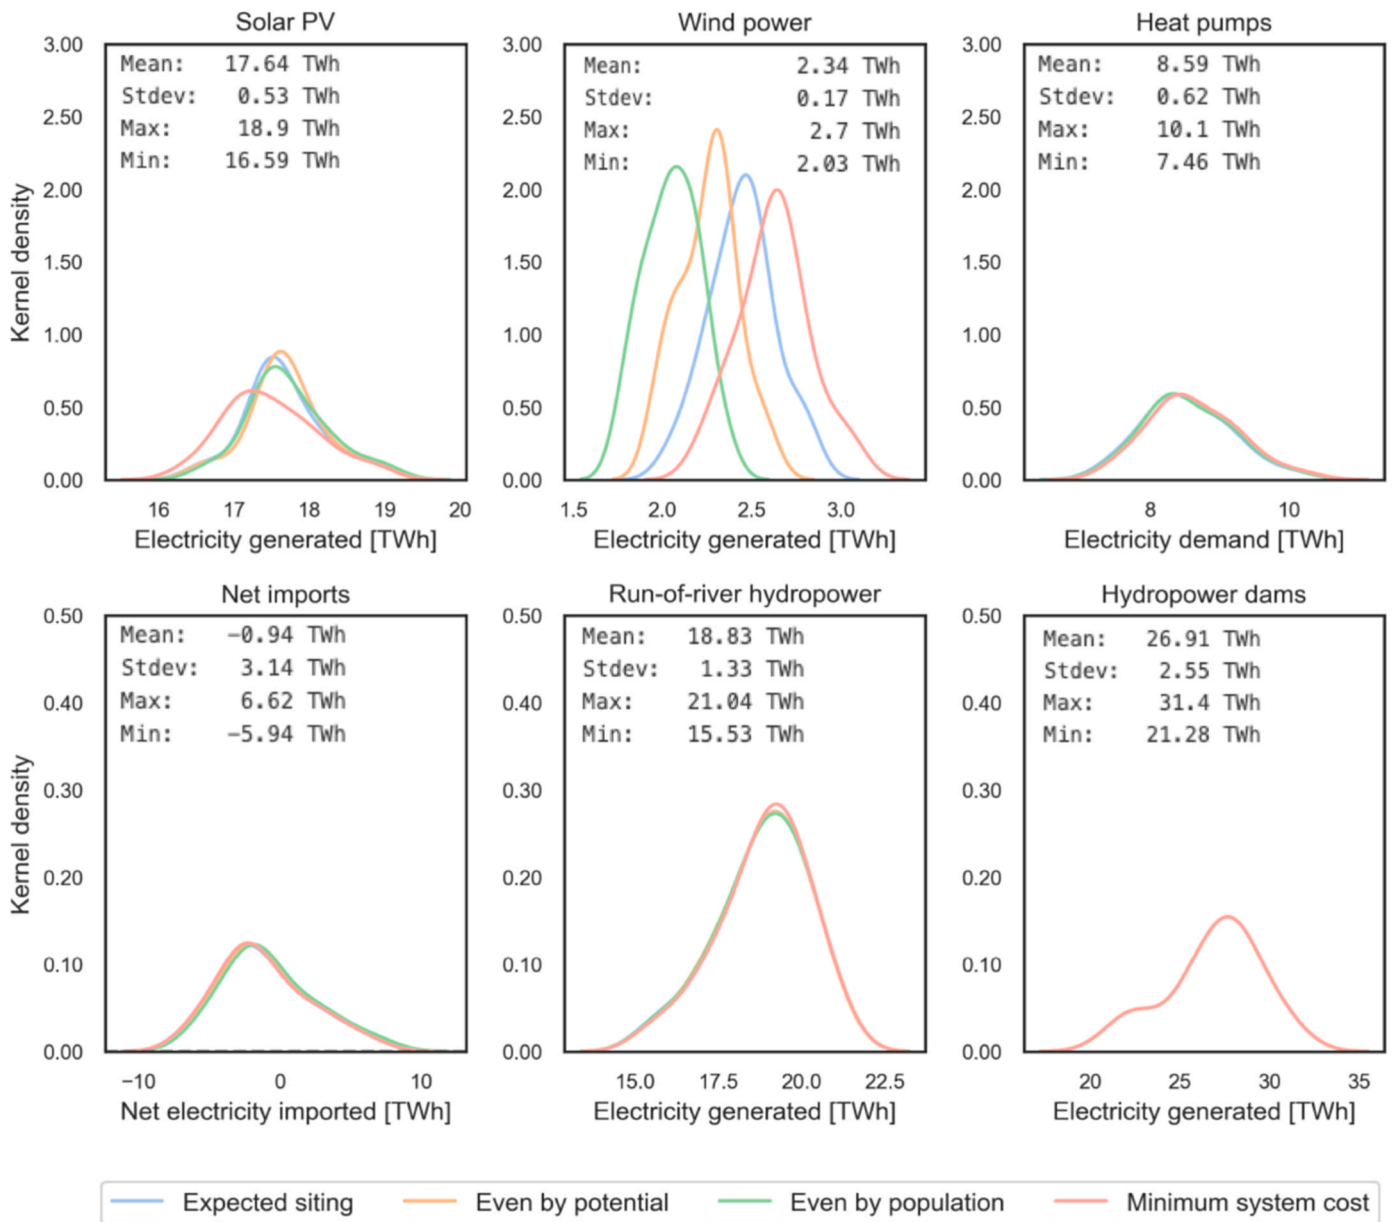 Solar PV
Wind power
Heat pumps
Kernel density
3.00
2.50
2.00
1.50
1.00
0.50
0.00
Mean: 17.64 TWh
Stdev: 0.53 TWh
Max: 18.9 TWh
Min: 16.59 TWh
16 17 18 19 20
Electricity generated [TWh]
3.00
2.50
2.00
1.50
1.00
0.50
0.00
Mean: 2.34 TWh
Stdev: 0.17 TWh
Max: 2.7 TWh
Min: 2.03 TWh
1.5 2.0 2.5 3.0
Electricity generated [TWh]
3.00
2.50
2.00
1.50
1.00
0.50
0.00
Mean: 8.59 TWh
Stdev: 0.62 TWh
Max: 10.1 TWh
Min: 7.46 TWh
8 10
Electricity demand [TWh]
Net imports
Run-of-river hydropower
Hydropower dams
Kernel density
0.50
0.40
0.30
0.20
0.10
0.00
Mean: −0.94 TWh
Stdev: 3.14 TWh
Max: 6.62 TWh
Min: −5.94 TWh
−10 0 10
Net electricity imported [TWh]
0.50
0.40
0.30
0.20
0.10
0.00
Mean: 18.83 TWh
Stdev: 1.33 TWh
Max: 21.04 TWh
Min: 15.53 TWh
15.0 17.5 20.0 22.5
Electricity generated [TWh]
0.50
0.40
0.30
0.20
0.10
0.00
Mean: 26.91 TWh
Stdev: 2.55 TWh
Max: 31.4 TWh
Min: 21.28 TWh
20 25 30 35
Electricity generated [TWh]
Expected siting Even by potential Even by population Minimum system cost